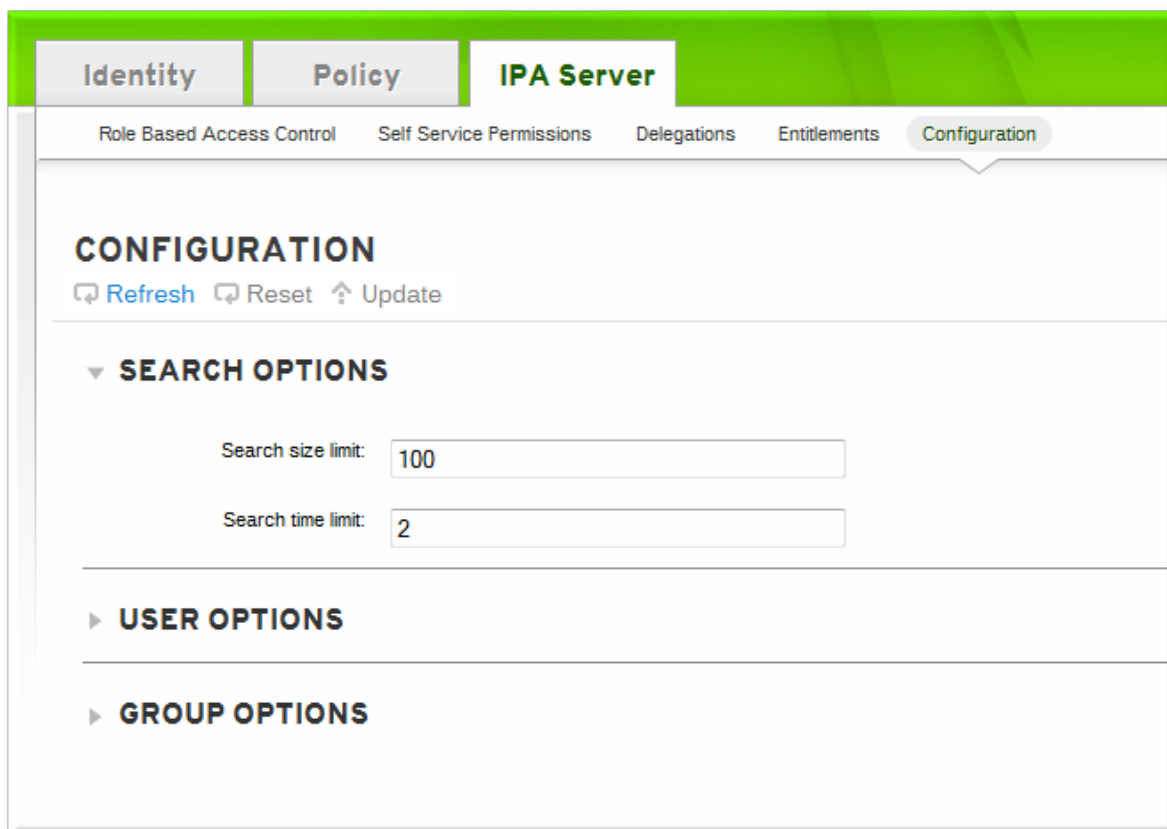 Identity Policy IPA Server
Role Based Access Control Self Service Permissions Delegations Entitlements Configuration
CONFIGURATION
Refresh Reset Update
SEARCH OPTIONS
Search size limit: 100
Search time limit: 2
USER OPTIONS
GROUP OPTIONS